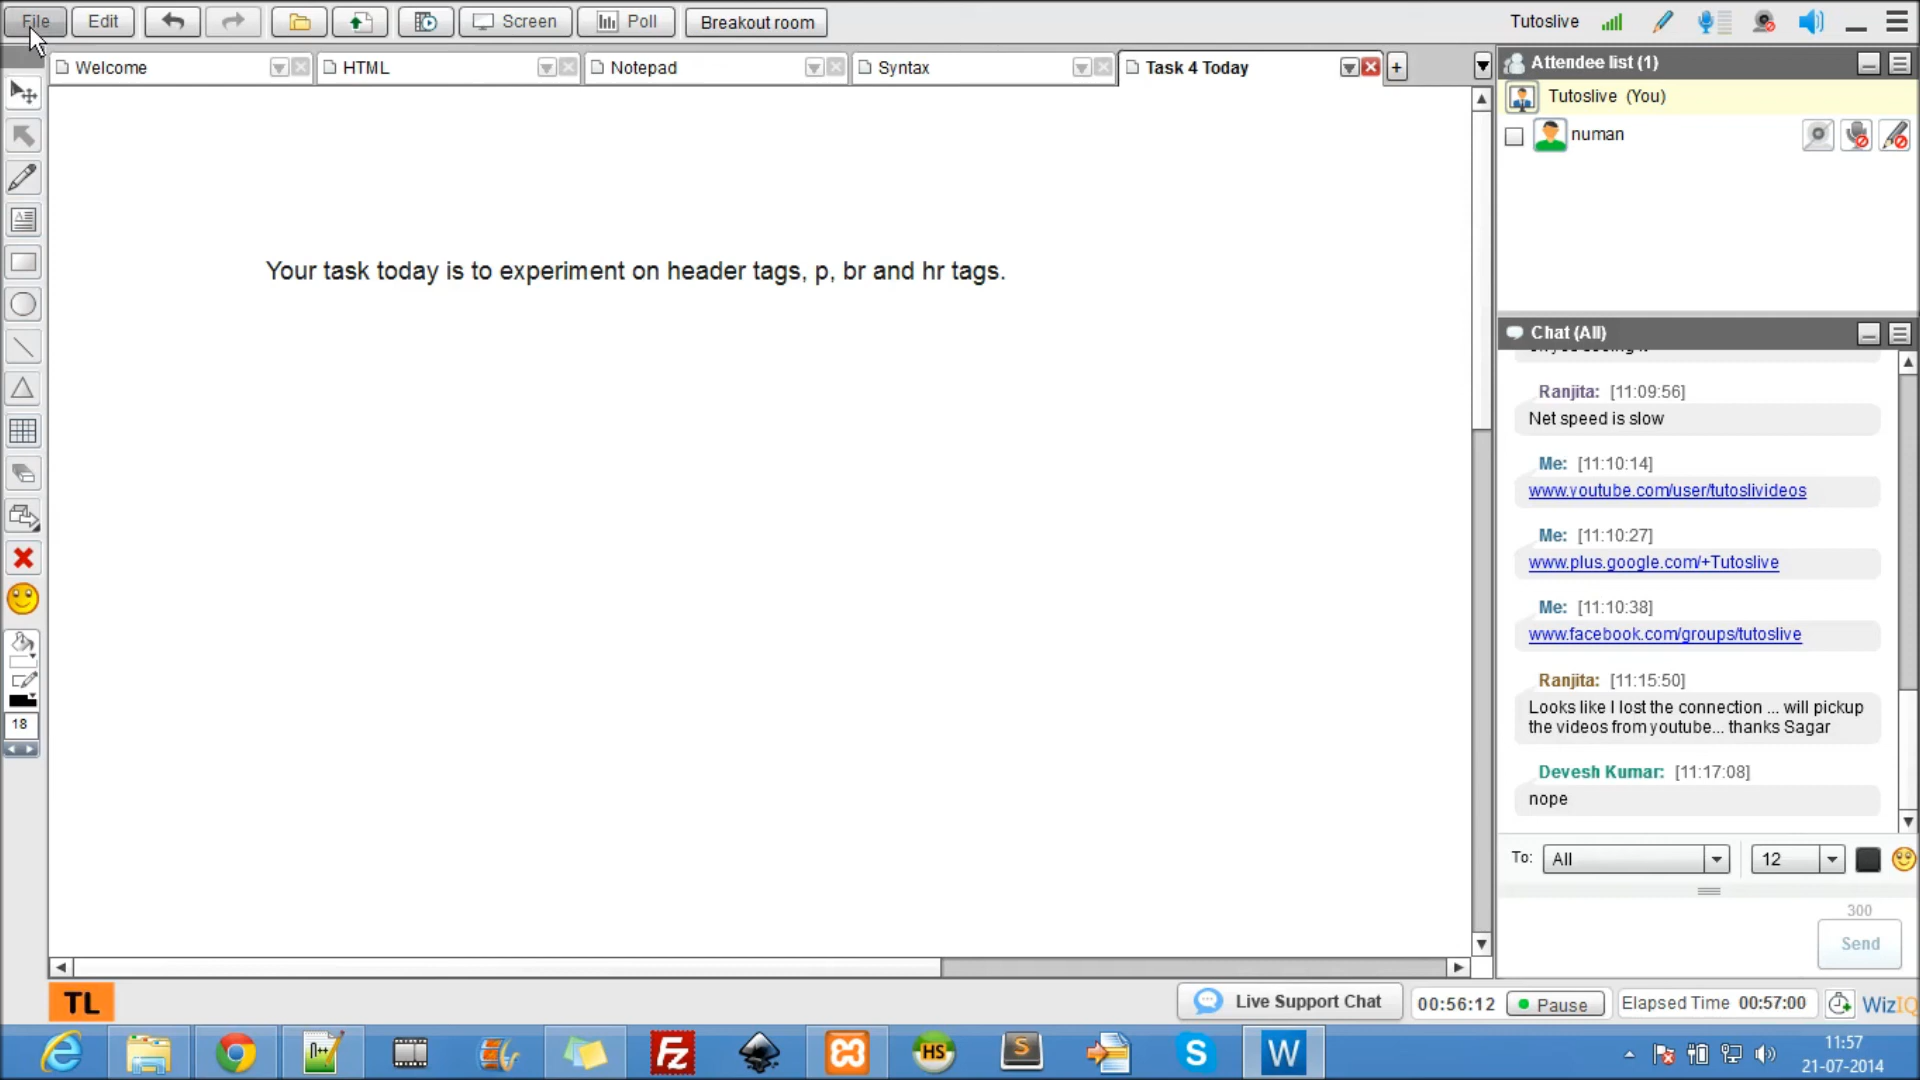 File Edit Screen Poll Breakout room Tutoslive
Welcome HTML Notepad Syntax Task 4 Today +
Attendee list (1)
Tutoslive (You)
numan
Your task today is to experiment on header tags, p, br and hr tags.
Chat (All)
Ranjita: [11:09:56]
Net speed is slow
Me: [11:10:14]
www.youtube.com/user/tutoslivideos
Me: [11:10:27]
www.plus.google.com/+Tutoslive
Me: [11:10:38]
www.facebook.com/groups/tutoslive
Ranjita: [11:15:50]
Looks like I lost the connection ... will pickup
the videos from youtube... thanks Sagar
Devesh Kumar: [11:17:08]
nope
18
To: All 12
300
Send
TL Live Support Chat 00:56:12 Pause Elapsed Time 00:57:00 WizIQ
n++ Fz HS S S W
11:57
21-07-2014